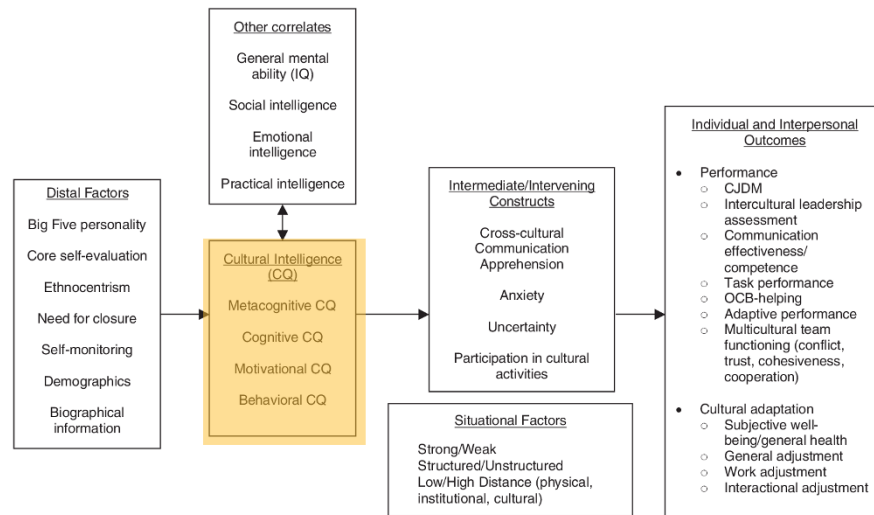 Other correlates
General mental
ability (IQ)
Social intelligence
Emotional
intelligence
Practical intelligence
Distal Factors
Big Five personality
Core self-evaluation
Ethnocentrism
Need for closure
Self-monitoring
Demographics
Biographical
information
Cultural Intelligence
(CQ)
Metacognitive CQ
Cognitive CQ
Motivational CQ
Behavioral CQ
Intermediate/Intervening
Constructs
Cross-cultural
Communication
Apprehension
Anxiety
Uncertainty
Participation in cultural
activities
Situational Factors
Strong/Weak
Structured/Unstructured
Low/High Distance (physical,
institutional, cultural)
Individual and Interpersonal
Outcomes
• Performance
○ CJDM
○ Intercultural leadership
assessment
○ Communication
effectiveness/
competence
○ Task performance
○ OCB-helping
○ Adaptive performance
○ Multicultural team
functioning (conflict,
trust, cohesiveness,
cooperation)
• Cultural adaptation
○ Subjective well-
being/general health
○ General adjustment
○ Work adjustment
○ Interactional adjustment